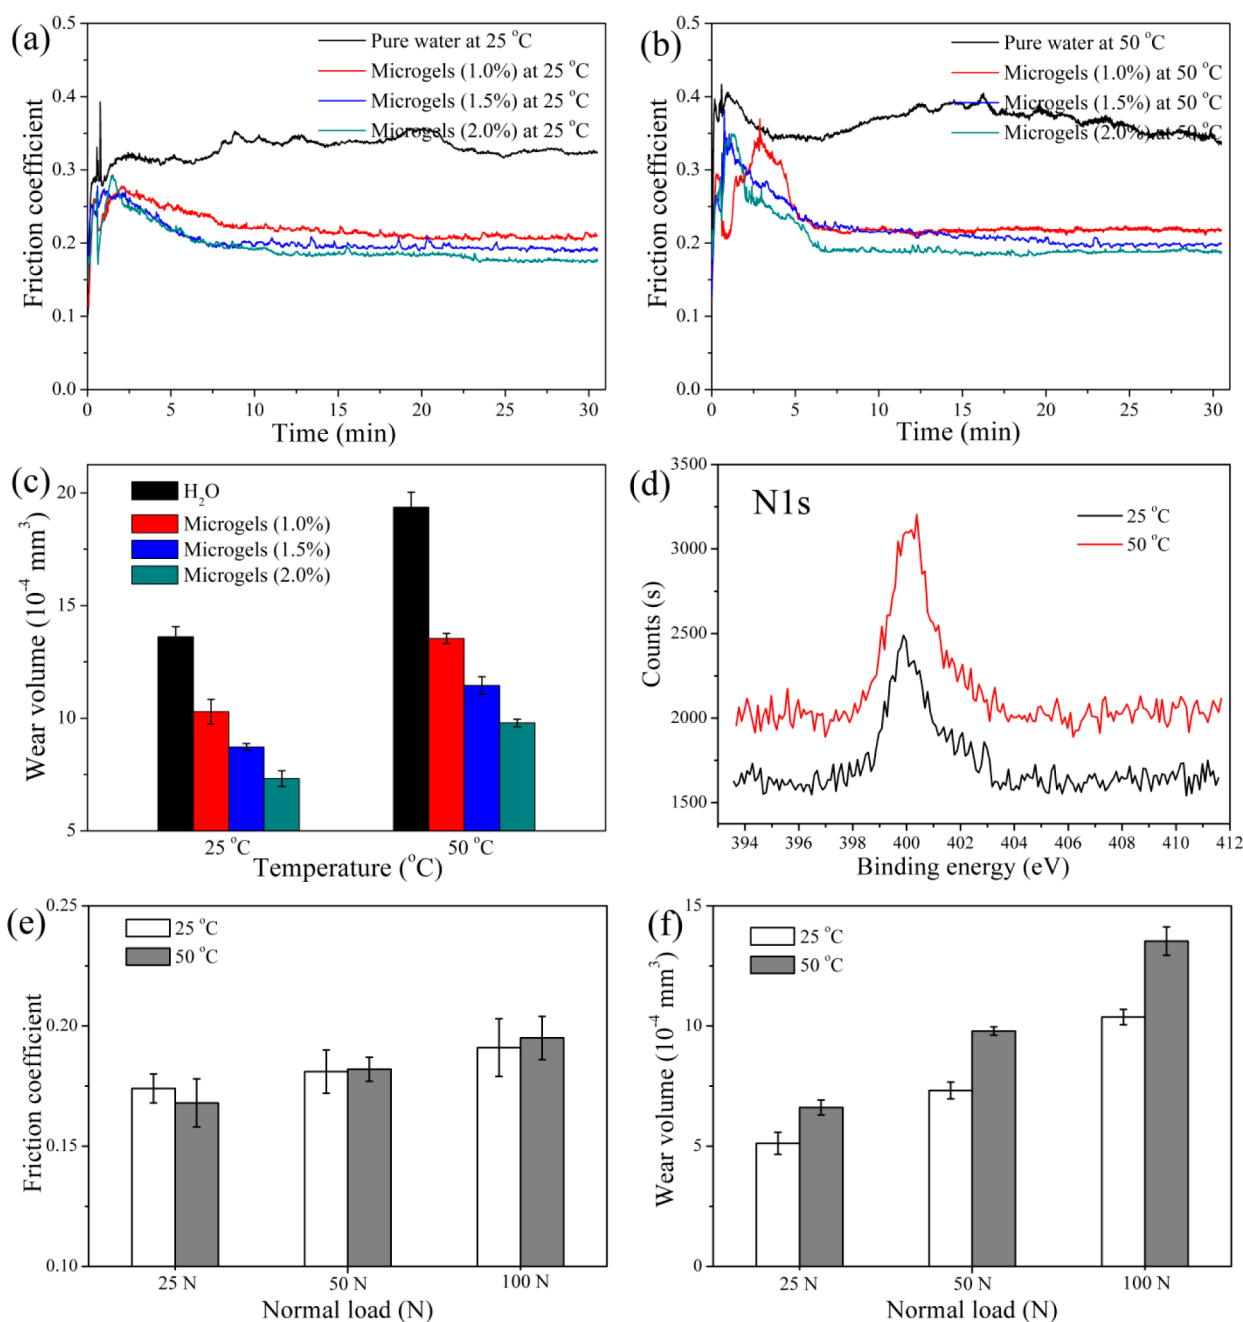 (a)
0.5
0.4
0.3
0.2
0.1
0.0
Friction coefficient
Pure water at 25 °C
Microgels (1.0%) at 25 °C
Microgels (1.5%) at 25 °C
Microgels (2.0%) at 25 °C
0 5 10 15 20 25 30
Time (min)
(b)
0.5
0.4
0.3
0.2
0.1
0.0
Friction coefficient
Pure water at 50 °C
Microgels (1.0%) at 50 °C
Microgels (1.5%) at 50 °C
Microgels (2.0%) at 50 °C
0 5 10 15 20 25 30
Time (min)
(c)
20
15
10
5
Wear volume (10⁻⁴ mm³)
H₂O
Microgels (1.0%)
Microgels (1.5%)
Microgels (2.0%)
25 °C 50 °C
Temperature (°C)
(d)
3500
3000
2500
2000
1500
Counts (s)
N1s
25 °C
50 °C
394 396 398 400 402 404 406 408 410 412
Binding energy (eV)
(e)
0.25
0.20
0.15
0.10
Friction coefficient
25 °C
50 °C
25 N 50 N 100 N
Normal load (N)
(f)
15
10
5
0
Wear volume (10⁻⁴ mm³)
25 °C
50 °C
25 N 50 N 100 N
Normal load (N)